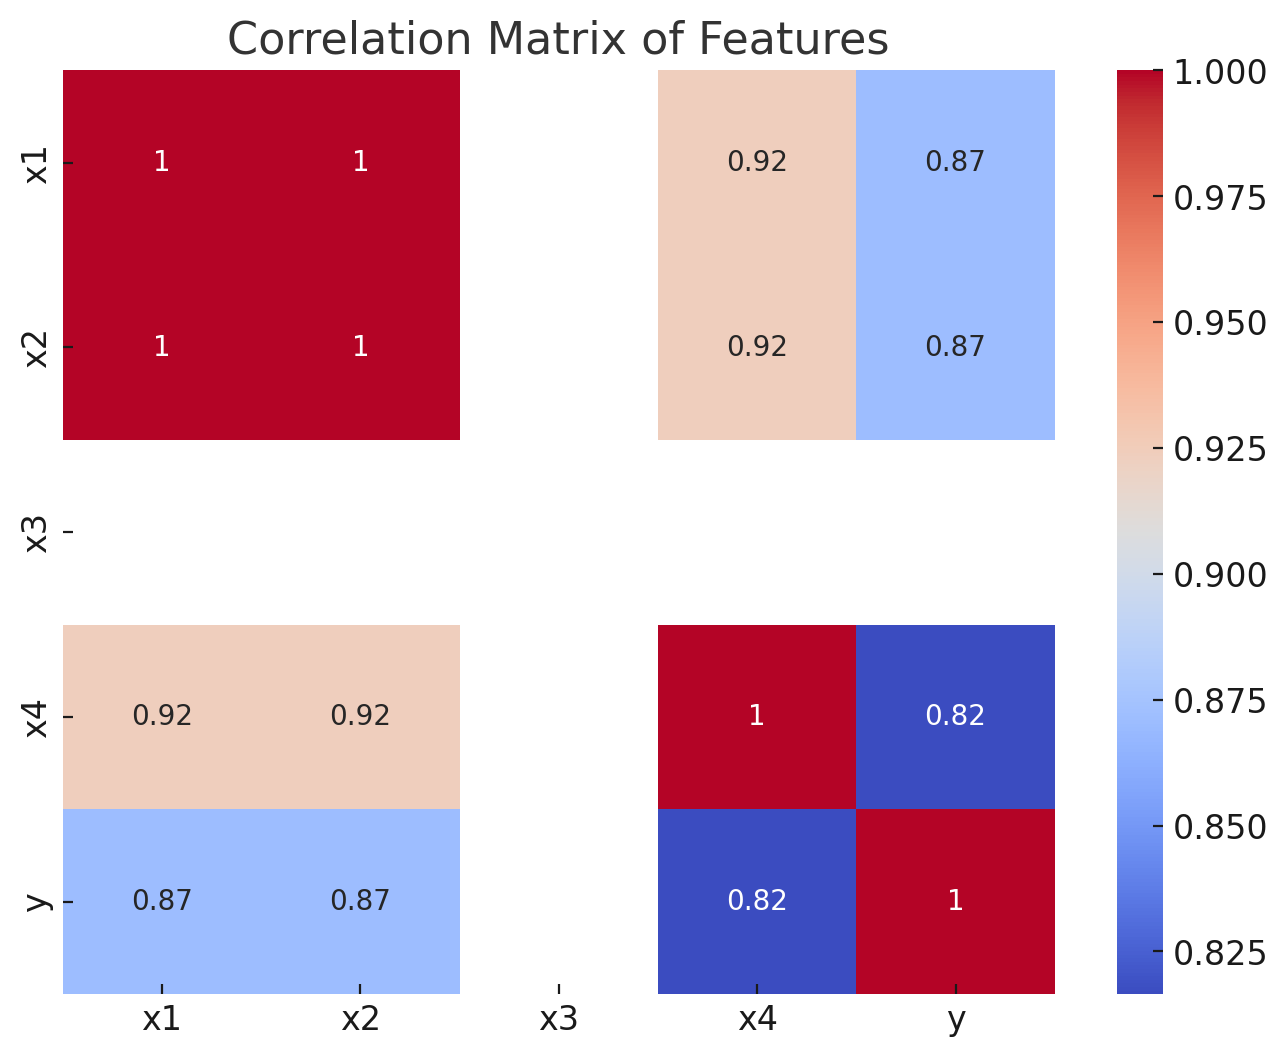 Correlation Matrix of Features
x1 1 1 0.92 0.87
x2 1 1 0.92 0.87
x3
x4 0.92 0.92 1 0.82
y 0.87 0.87 0.82 1
x1 x2 x3 x4 y
1.000
0.975
0.950
0.925
0.900
0.875
0.850
0.825